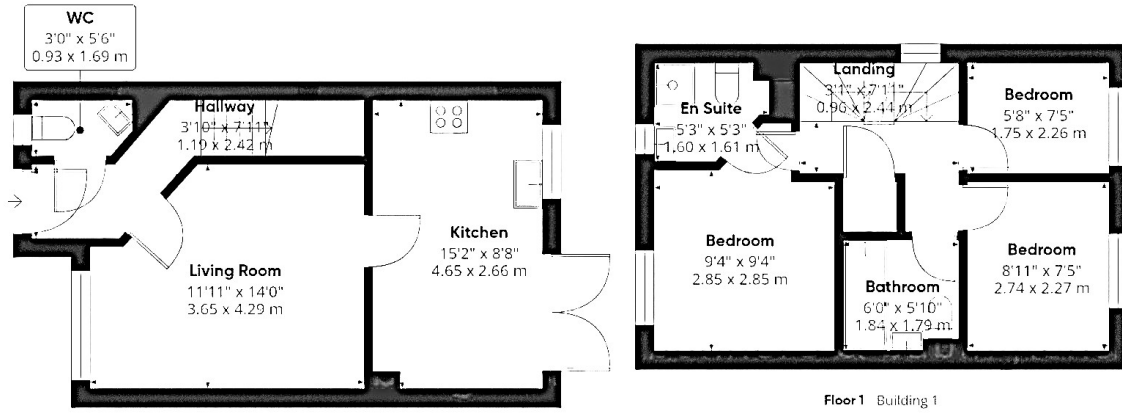 WC
3'0" x 5'6"
0.93 x 1.69 m
Hallway
3'10" x 7'11"
1.19 x 2.42 m
Living Room
11'11" x 14'0"
3.65 x 4.29 m
Kitchen
15'2" x 8'8"
4.65 x 2.66 m
Landing
3'1" x 7'11"
0.96 x 2.41 m
En Suite
5'3" x 5'3"
1.60 x 1.61 m
Bedroom
5'8" x 7'5"
1.75 x 2.26 m
Bedroom
9'4" x 9'4"
2.85 x 2.85 m
Bathroom
6'0" x 5'10"
1.84 x 1.79 m
Bedroom
8'11" x 7'5"
2.74 x 2.27 m
Floor 1 Building 1